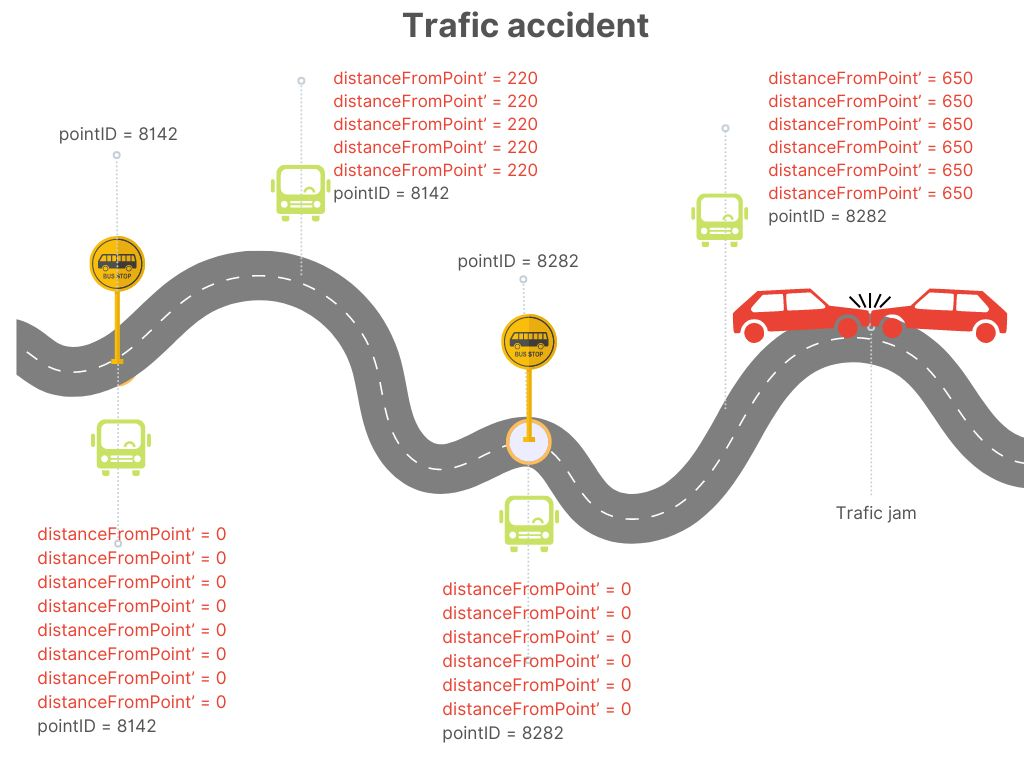 Trafic accident
pointID = 8142
distanceFromPoint’ = 220
distanceFromPoint’ = 220
distanceFromPoint’ = 220
distanceFromPoint’ = 220
distanceFromPoint’ = 220
pointID = 8142
distanceFromPoint’ = 650
distanceFromPoint’ = 650
distanceFromPoint’ = 650
distanceFromPoint’ = 650
distanceFromPoint’ = 650
distanceFromPoint’ = 650
pointID = 8282
BUS STOP
pointID = 8282
BUS STOP
Trafic jam
distanceFromPoint’ = 0
distanceFromPoint’ = 0
distanceFromPoint’ = 0
distanceFromPoint’ = 0
distanceFromPoint’ = 0
distanceFromPoint’ = 0
distanceFromPoint’ = 0
distanceFromPoint’ = 0
pointID = 8142
distanceFromPoint’ = 0
distanceFromPoint’ = 0
distanceFromPoint’ = 0
distanceFromPoint’ = 0
distanceFromPoint’ = 0
distanceFromPoint’ = 0
pointID = 8282